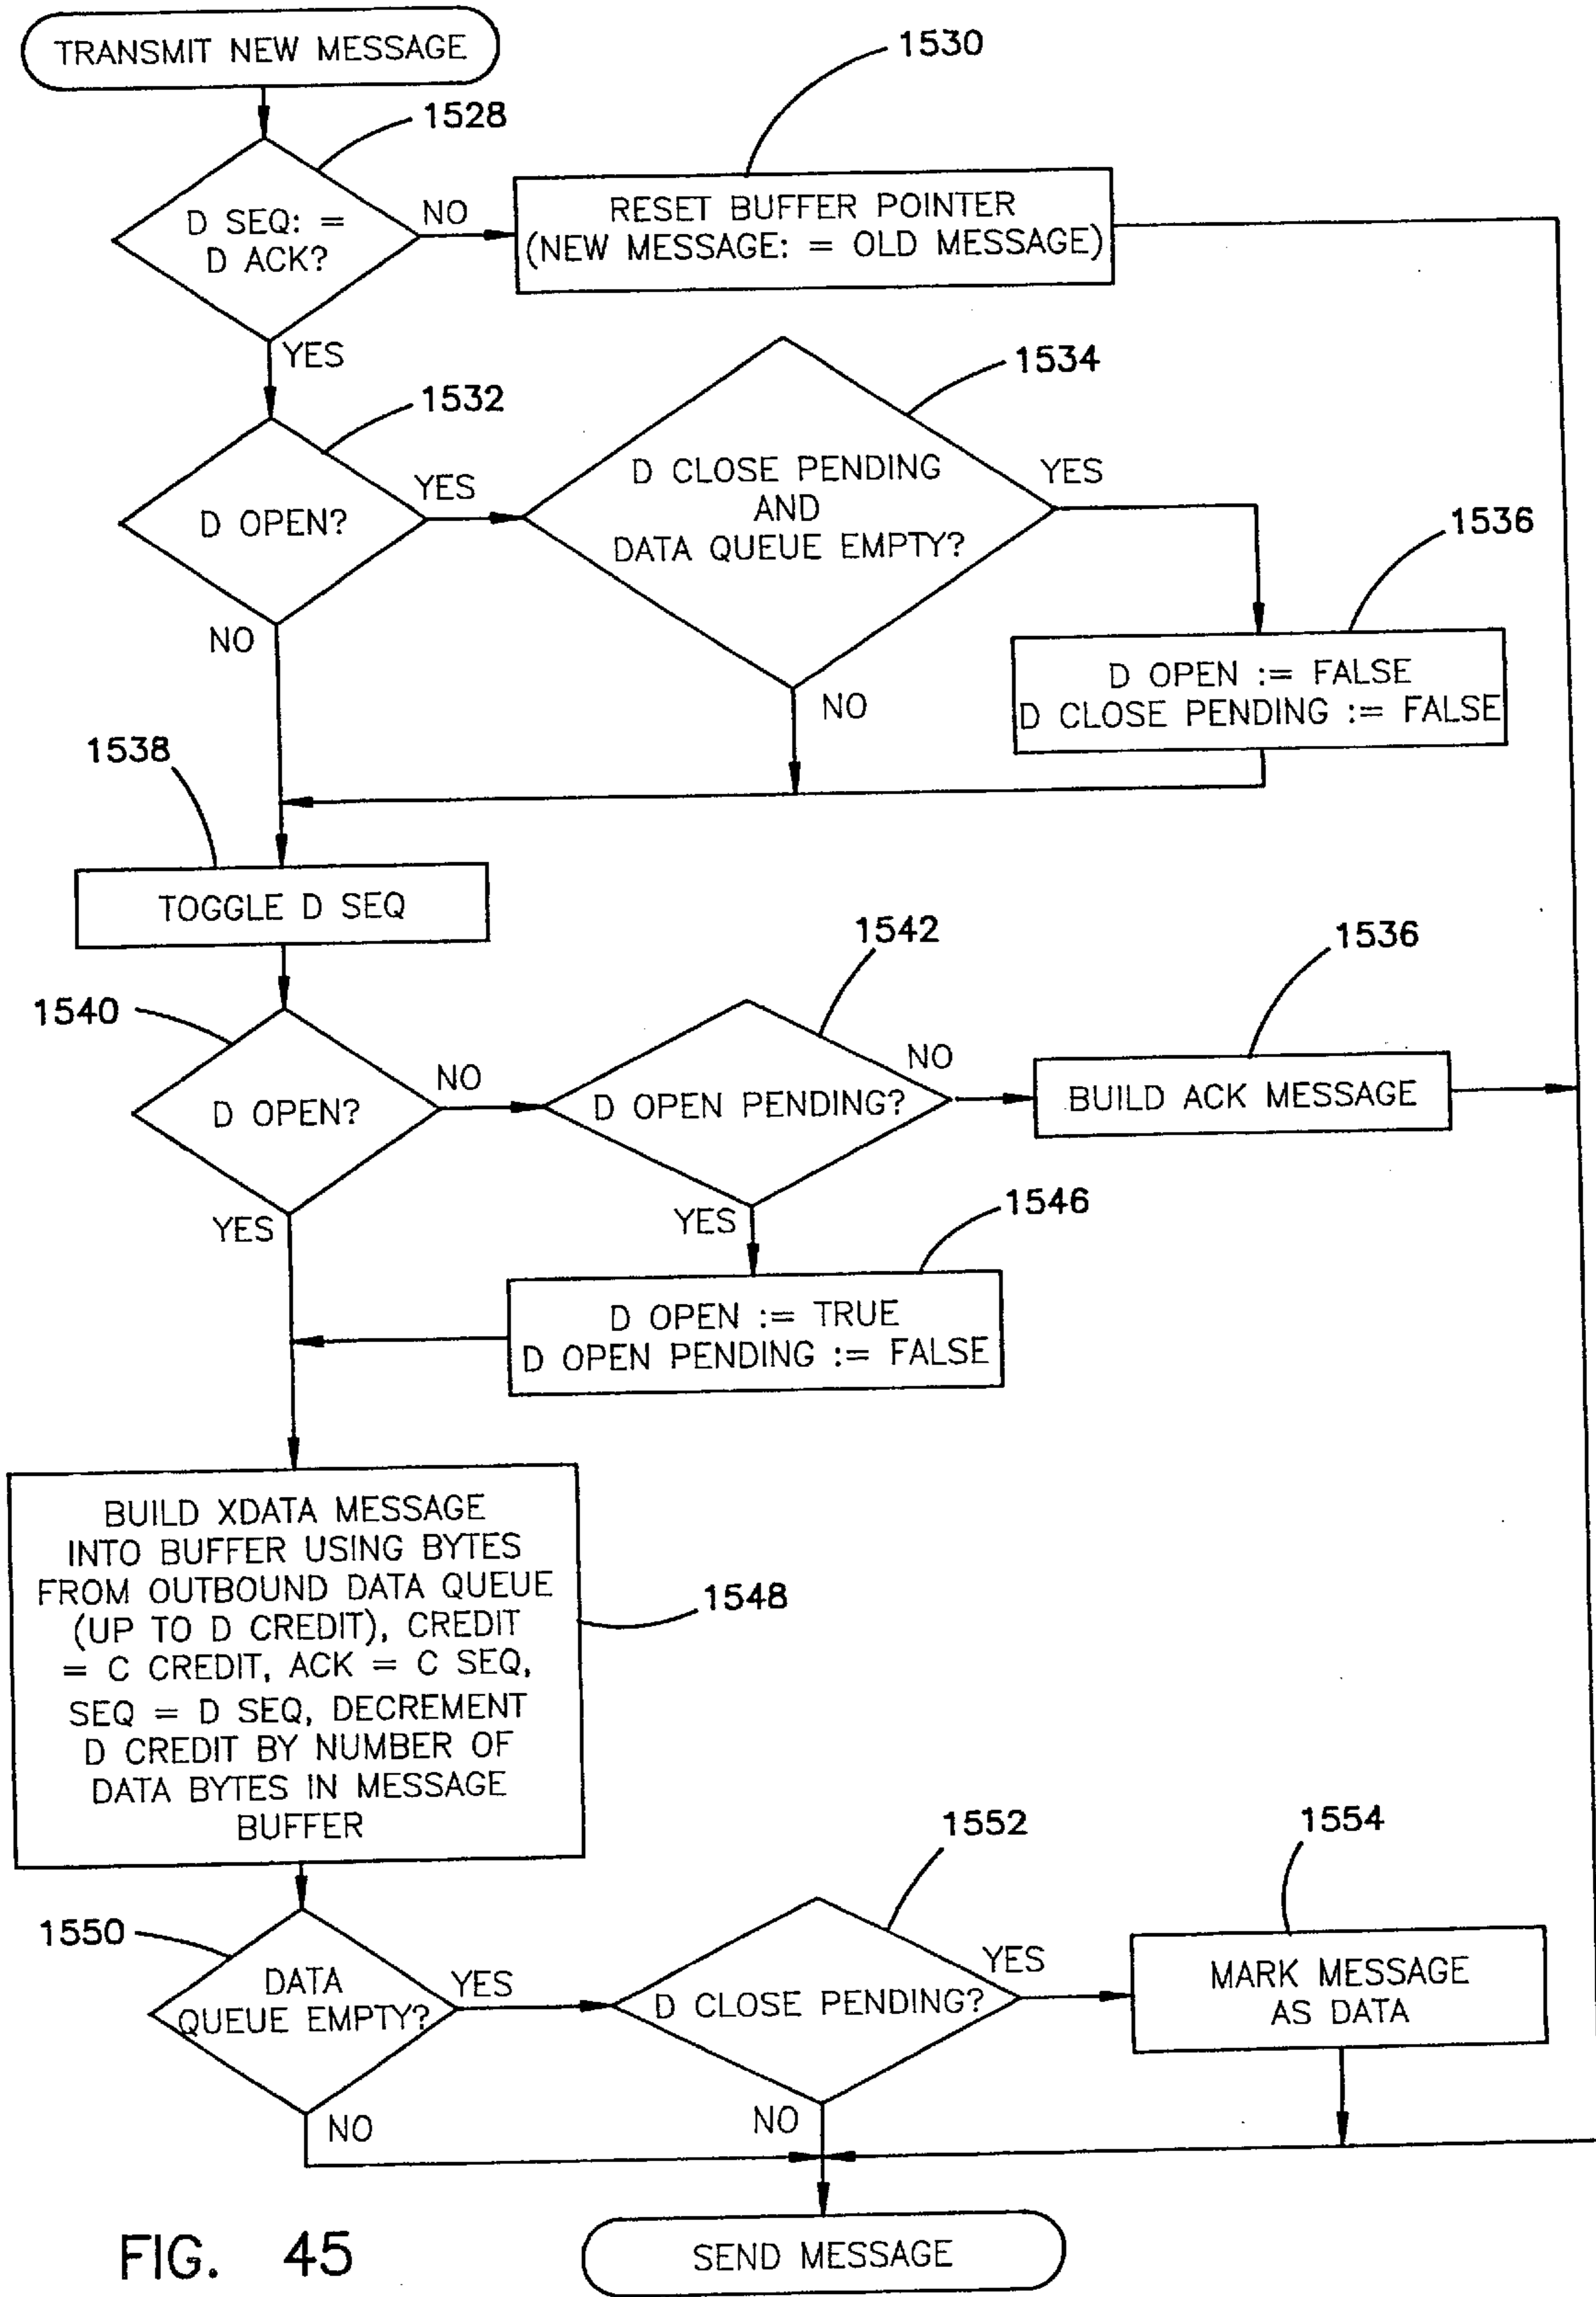 TRANSMIT NEW MESSAGE
1530
1528
D SEQ: =
D ACK?
NO
RESET BUFFER POINTER
(NEW MESSAGE: = OLD MESSAGE)
YES
1534
1532
D OPEN?
YES
D CLOSE PENDING
AND
DATA QUEUE EMPTY?
YES
1536
NO
D OPEN := FALSE
D CLOSE PENDING := FALSE
NO
1538
TOGGLE D SEQ
1542
1536
1540
D OPEN?
NO
D OPEN PENDING?
NO
BUILD ACK MESSAGE
YES
YES
1546
D OPEN := TRUE
D OPEN PENDING := FALSE
BUILD XDATA MESSAGE
INTO BUFFER USING BYTES
FROM OUTBOUND DATA QUEUE
(UP TO D CREDIT), CREDIT
= C CREDIT, ACK = C SEQ,
SEQ = D SEQ, DECREMENT
D CREDIT BY NUMBER OF
DATA BYTES IN MESSAGE
BUFFER
1548
1552
1554
1550
DATA
QUEUE EMPTY?
YES
D CLOSE PENDING?
YES
MARK MESSAGE
AS DATA
NO
NO
SEND MESSAGE
FIG. 45